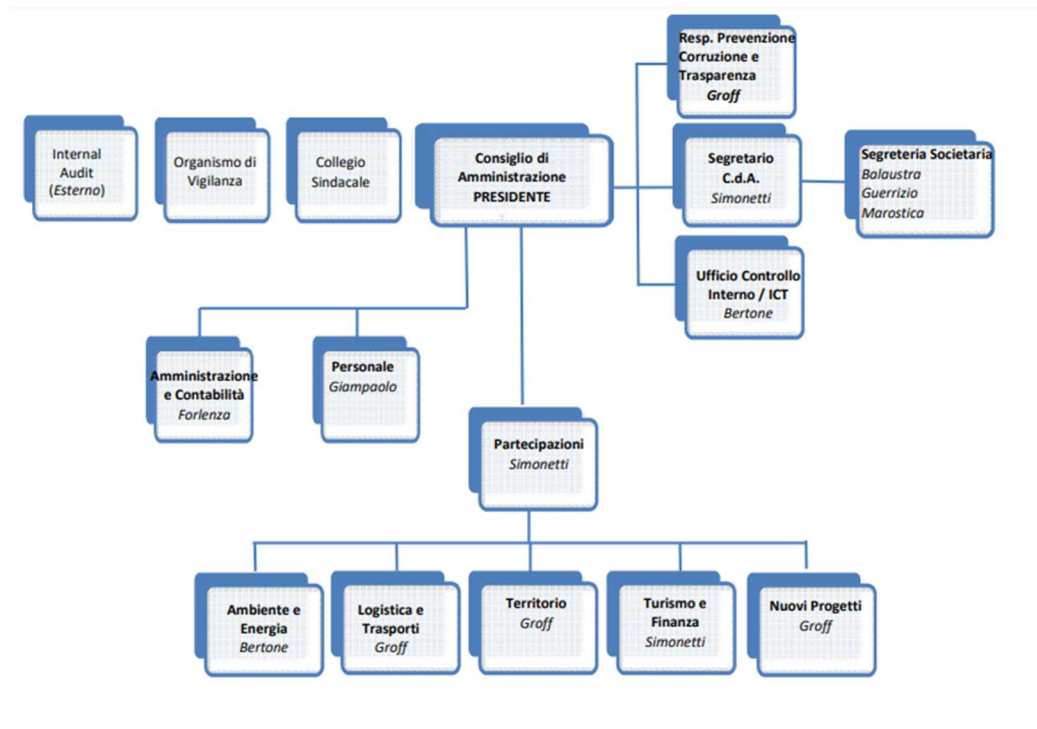 Resp. Prevenzione
Corruzione e
Trasparenza
Groff
Internal
Audit
(Esterno)
Organismo di
Vigilanza
Collegio
Sindacale
Consiglio di
Amministrazione
PRESIDENTE
Segretario
C.d.A.
Simonetti
Segreteria Societaria
Balaustra
Guerrizio
Marostica
Ufficio Controllo
Interno / ICT
Bertone
Amministrazione
e Contabilità
Forlenza
Personale
Giampaolo
Partecipazioni
Simonetti
Ambiente e
Energia
Bertone
Logistica e
Trasporti
Groff
Territorio
Groff
Turismo e
Finanza
Simonetti
Nuovi Progetti
Groff